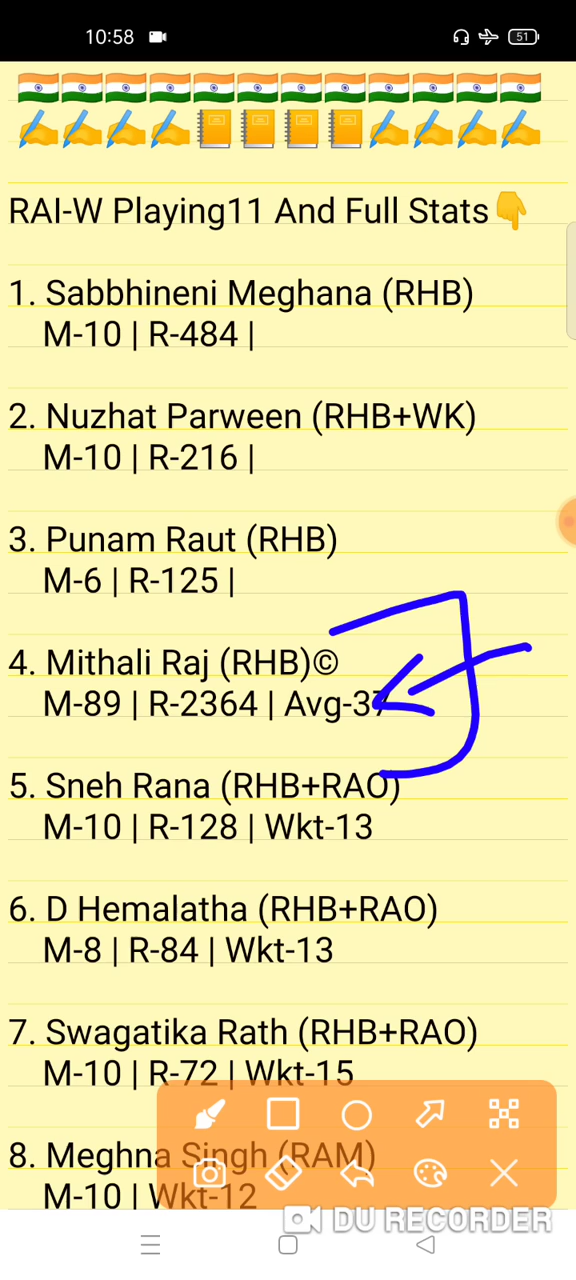 10:58
51
RAI-W Playing11 And Full Stats
1. Sabbhineni Meghana (RHB)
M-10 | R-484 |
2. Nuzhat Parween (RHB+WK)
M-10 | R-216 |
3. Punam Raut (RHB)
M-6 | R-125 |
4. Mithali Raj (RHB)©
M-89 | R-2364 | Avg-37
5. Sneh Rana (RHB+RAO)
M-10 | R-128 | Wkt-13
6. D Hemalatha (RHB+RAO)
M-8 | R-84 | Wkt-13
7. Swagatika Rath (RHB+RAO)
M-10 | R-72 | Wkt-15
8. Meghna Singh (RAM)
M-10 | Wkt-12
DU RECORDER